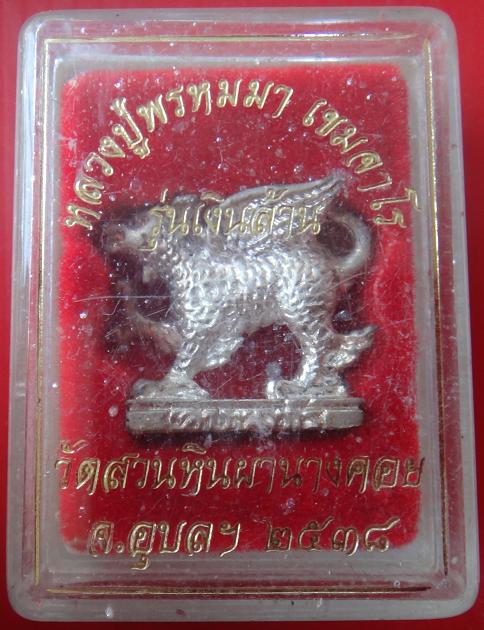 หลวงปู่พรหมมา เขมจาโร
รุ่นเงินล้าน
วัดสวนหินผานางคอย
จ.อุบลฯ ๒๕๓๘